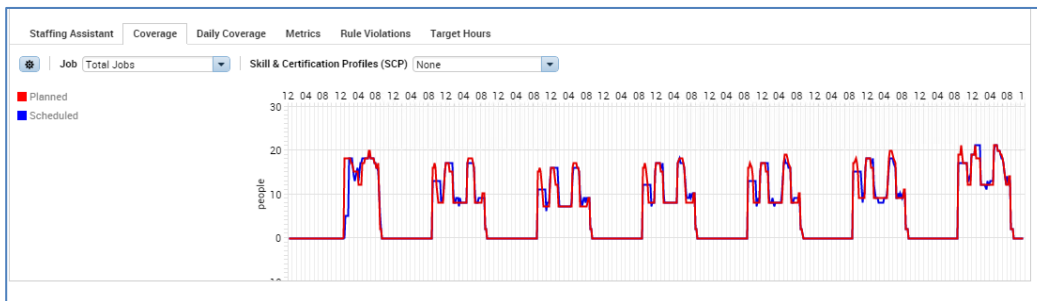 Staffing Assistant Coverage Daily Coverage Metrics Rule Violations Target Hours
Job Total Jobs Skill & Certification Profiles (SCP) None
Planned
Scheduled
12 04 08 12 04 08 12 04 08 12 04 08 12 04 08 12 04 08 12 04 08 12 04 08 12 04 08 12 04 08 12 04 08 12 04 08 12 04 08 12 04 08 1
30
20
10
0
-10
people